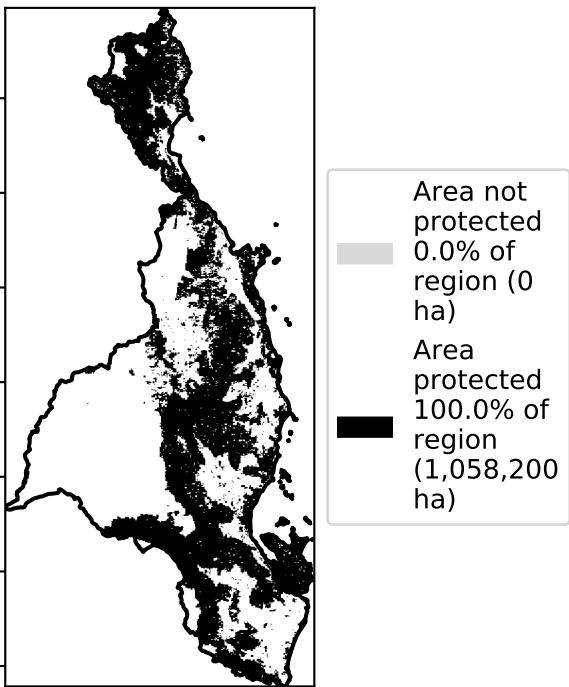 Area not
protected
0.0% of
region (0
ha)
Area
protected
100.0% of
region
(1,058,200
ha)